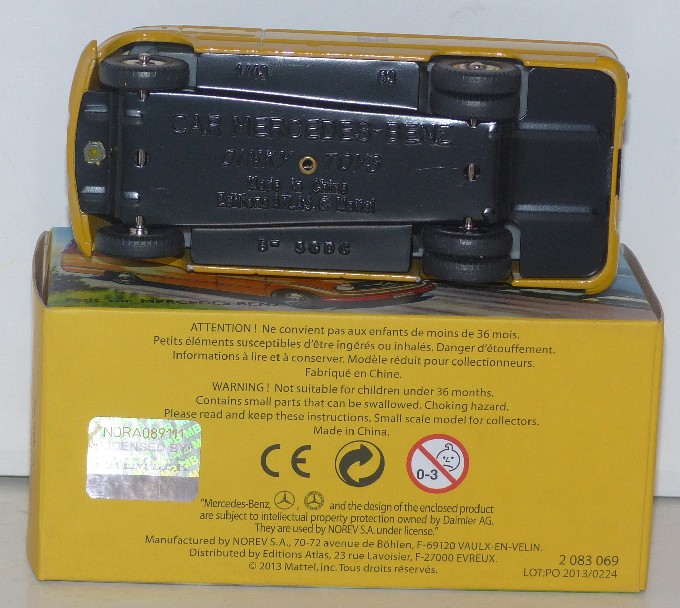 1/43
CAR MERCEDES-BENZ
DINKY TOYS
Made in China
Editions ATLAS © Mattel
ATTENTION ! Ne convient pas aux enfants de moins de 36 mois.
Petits éléments susceptibles d'être ingérés ou inhalés. Danger d'étouffement.
Informations à lire et à conserver. Modèle réduit pour collectionneurs.
Fabriqué en Chine.
WARNING ! Not suitable for children under 36 months.
Contains small parts that can be swallowed. Choking hazard.
Please read and keep these instructions. Small scale model for collectors.
Made in China.
NORA089111
LICENSED BY
CE
0-3
"Mercedes-Benz, and the design of the enclosed product
are subject to intellectual property protection owned by Daimler AG.
They are used by NOREV S.A. under license."
Manufactured by NOREV S.A., 70-72 avenue de Böhlen, F-69120 VAULX-EN-VELIN.
Distributed by Editions Atlas, 23 rue Lavoisier, F-27000 EVREUX.
© 2013 Mattel, inc. Tous droits réservés.
2 083 069
LOT:PO 2013/0224